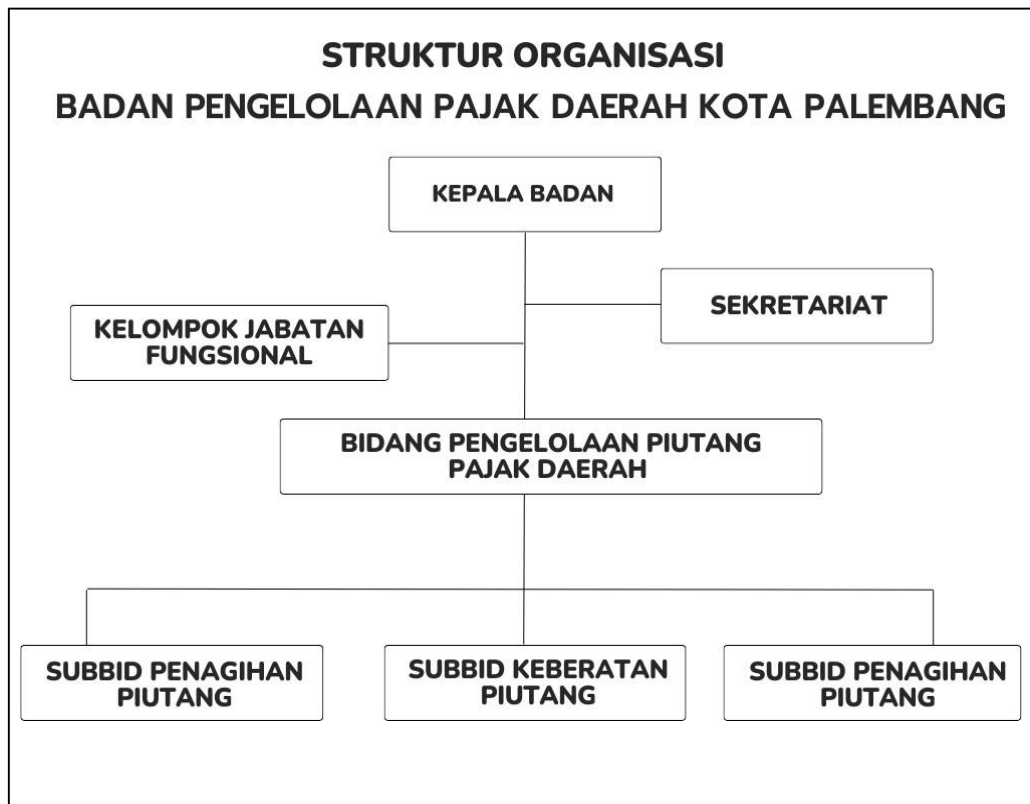 STRUKTUR ORGANISASI
BADAN PENGELOLAAN PAJAK DAERAH KOTA PALEMBANG
KEPALA BADAN
SEKRETARIAT
KELOMPOK JABATAN
FUNGSIONAL
BIDANG PENGELOLAAN PIUTANG
PAJAK DAERAH
SUBBID PENAGIHAN
PIUTANG
SUBBID KEBERATAN
PIUTANG
SUBBID PENAGIHAN
PIUTANG